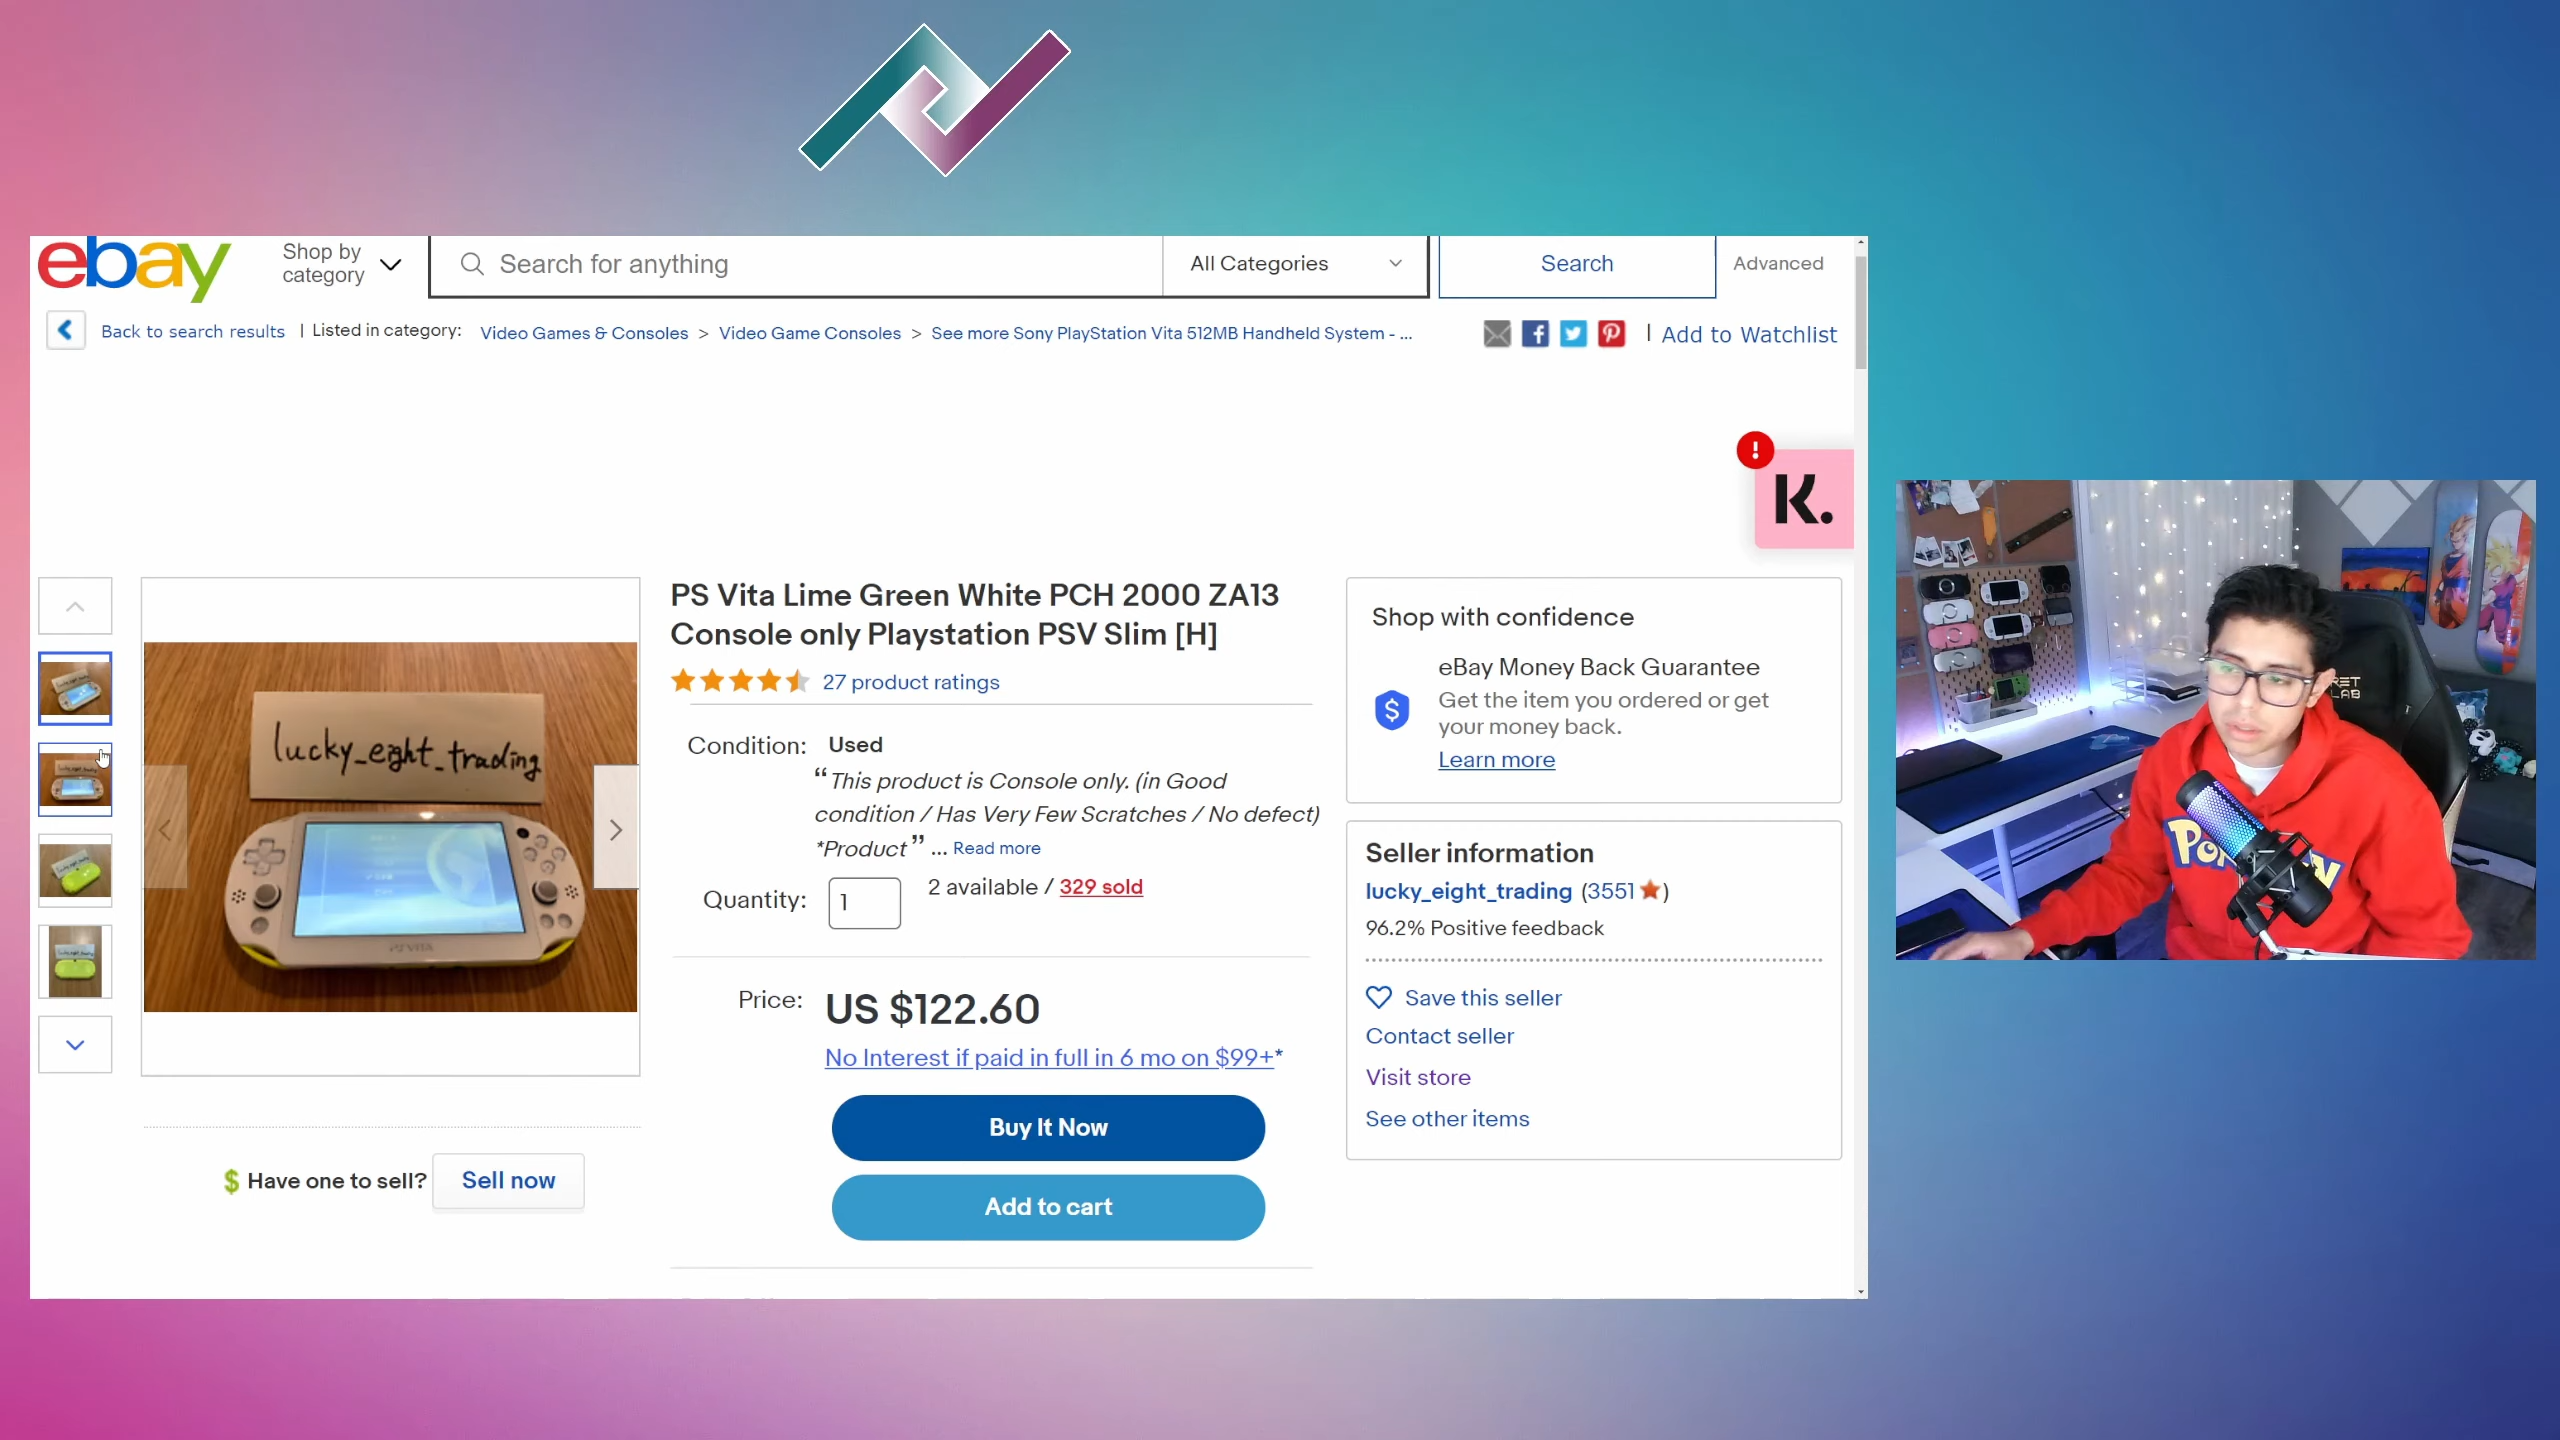 ebay
Shop by
category
Search for anything
All Categories
Search
Advanced
Back to search results | Listed in category: Video Games & Consoles > Video Game Consoles > See more Sony PlayStation Vita 512MB Handheld System - ...
| Add to Watchlist
!
K.
PS Vita Lime Green White PCH 2000 ZA13
Console only Playstation PSV Slim [H]
27 product ratings
Condition: Used
“This product is Console only. (in Good
condition / Has Very Few Scratches / No defect)
*Product” ... Read more
Quantity: 1
2 available / 329 sold
Price: US $122.60
No Interest if paid in full in 6 mo on $99+*
Buy It Now
Add to cart
lucky_eight_trading
PSVITA
$ Have one to sell? Sell now
Shop with confidence
eBay Money Back Guarantee
$
Get the item you ordered or get
your money back.
Learn more
Seller information
lucky_eight_trading (3551)
96.2% Positive feedback
Save this seller
Contact seller
Visit store
See other items